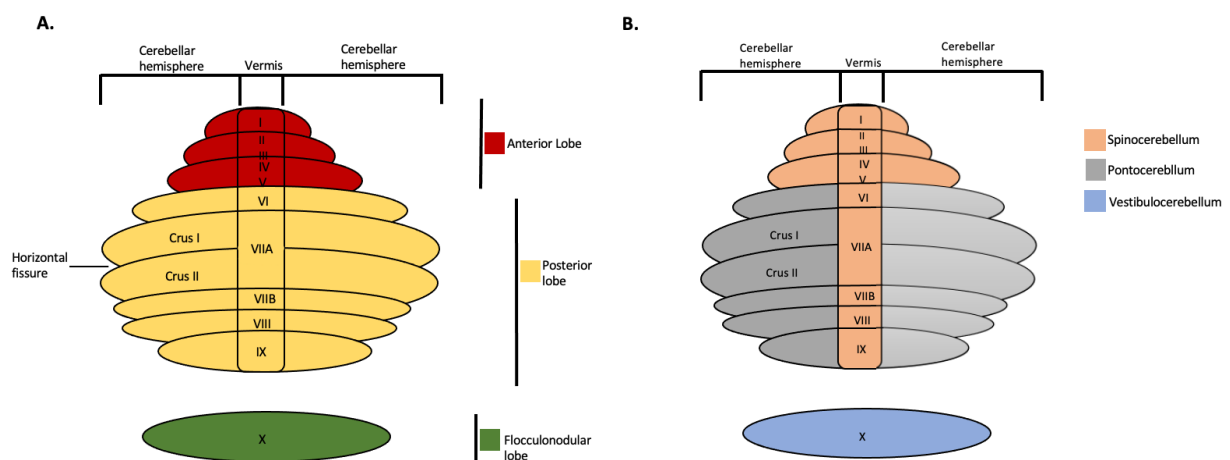 A.
Cerebellar
hemisphere
Vermis
Cerebellar
hemisphere
I
II
III
IV
V
VI
Crus I
VIIA
Horizontal
fissure
Crus II
VIIB
VIII
IX
X
Anterior Lobe
Posterior
lobe
Flocculonodular
lobe
B.
Cerebellar
hemisphere
Vermis
Cerebellar
hemisphere
I
II
III
IV
V
VI
Crus I
VIIA
Crus II
VIIB
VIII
IX
X
Spinocerebellum
Pontocerebllum
Vestibulocerebellum